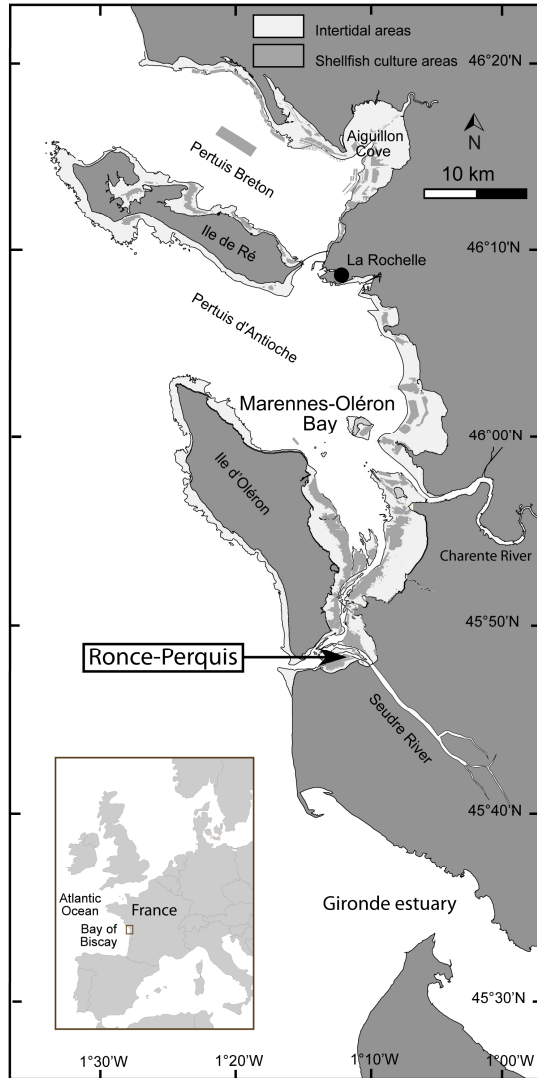 Intertidal areas
Shellfish culture areas
46°20'N
Aiguillon
Cove
N
10 km
Pertuis Breton
Ile de Ré
46°10'N
La Rochelle
Pertuis d'Antioche
Marennes-Oléron
Bay
46°00'N
Ile d'Oléron
Charente River
45°50'N
Ronce-Perquis
Seudre River
45°40'N
Gironde estuary
Atlantic
Ocean
France
Bay of
Biscay
45°30'N
1°30'W
1°20'W
1°10'W
1°00'W